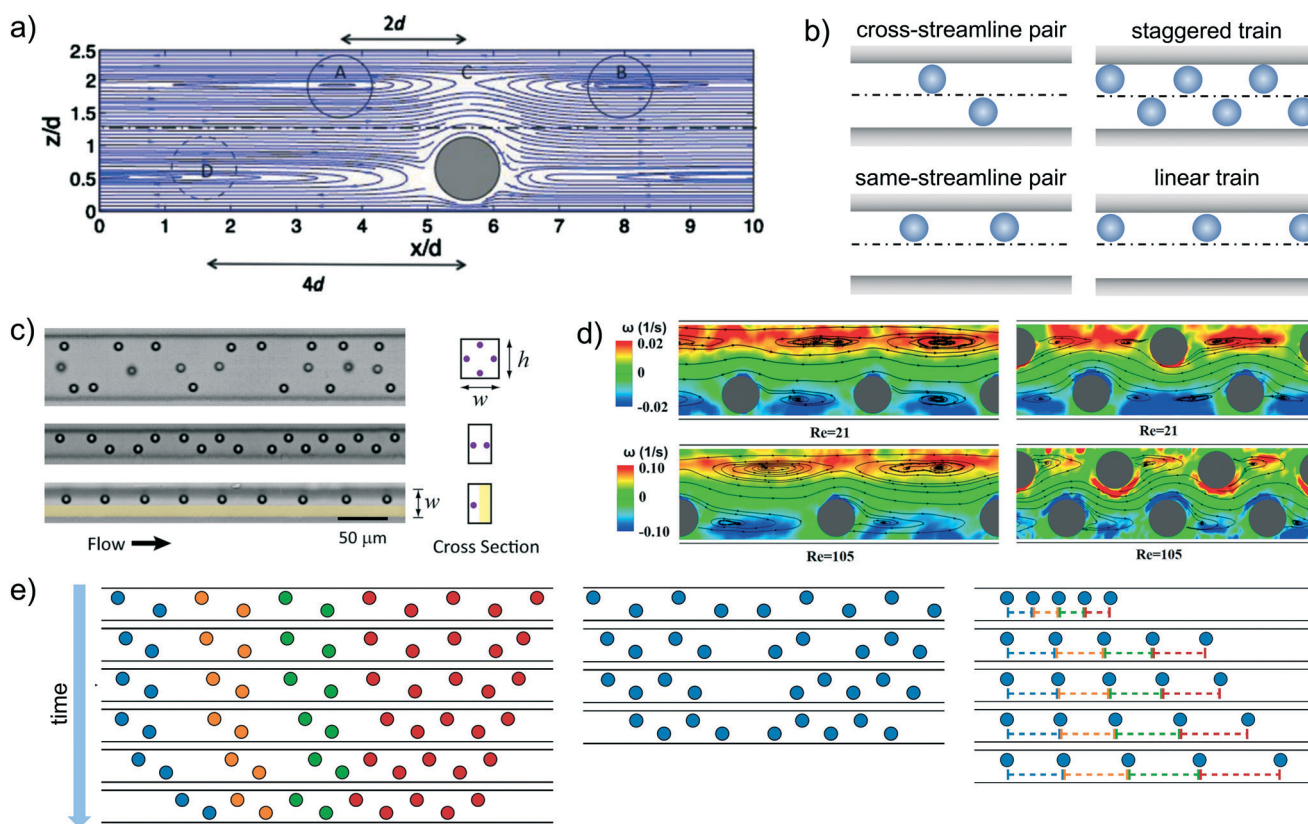 a)
2d
2.5
2
1.5
1
0.5
0
z/d
A
C
B
D
0 1 2 3 4 5 6 7 8 9 10
x/d
4d
b)
cross-streamline pair
staggered train
same-streamline pair
linear train
c)
h
w
w
Flow
50 μm
Cross Section
d)
ω (1/s)
0.02
0
-0.02
Re=21
Re=21
ω (1/s)
0.10
0
-0.10
Re=105
Re=105
e)
time